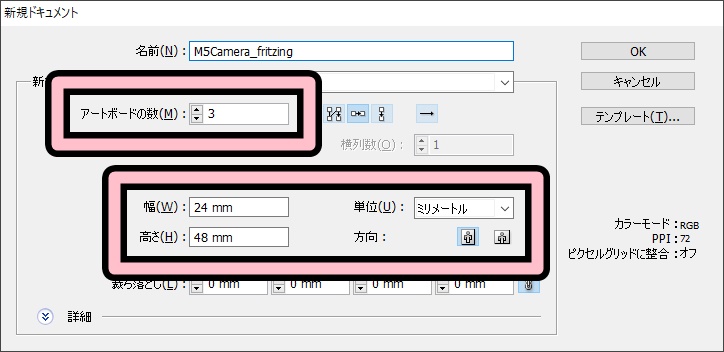 新規ドキュメント
名前(N)： M5Camera_fritzing
OK
新
キャンセル
アートボードの数(M)： 3
テンプレート(T)...
横列数(O)： 1
幅(W)： 24 mm 単位(U)： ミリメートル
高さ(H)： 48 mm 方向：
カラーモード：RGB
PPI：72
ピクセルグリッドに整合：オフ
裁ち落とし(L)： 0 mm 0 mm 0 mm 0 mm
詳細